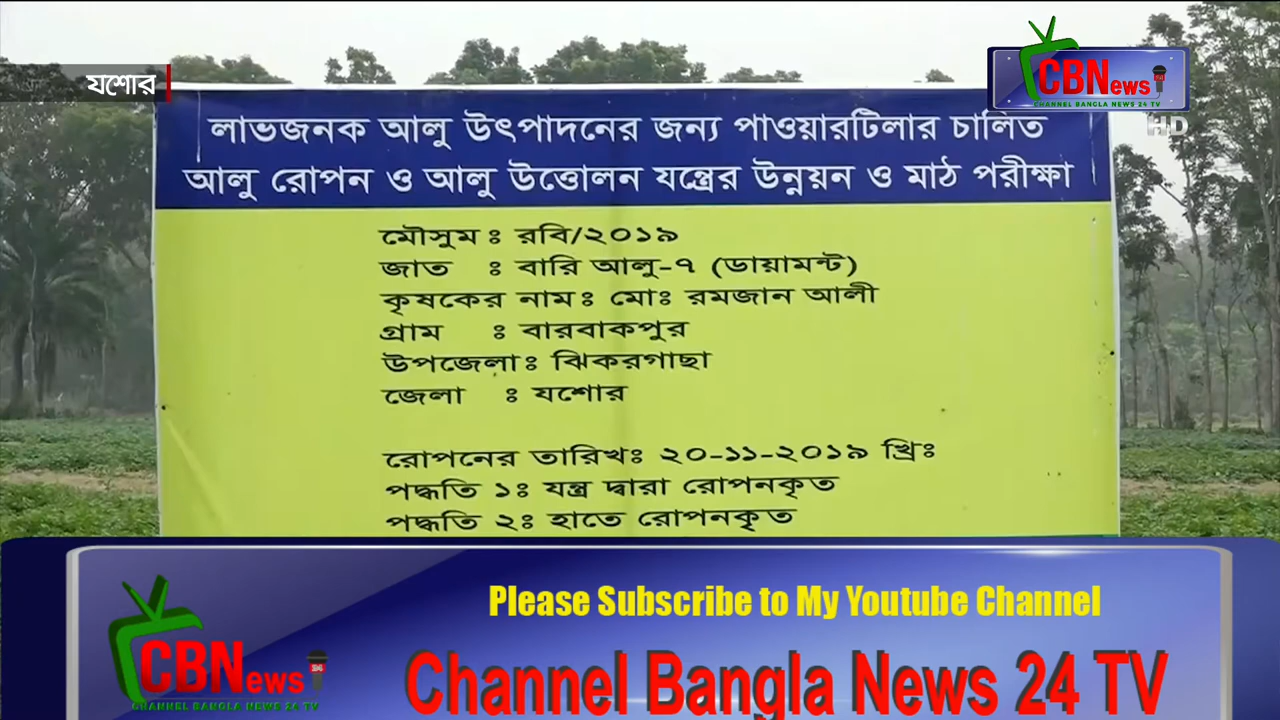 যশোর
CBNews 24
CHANNEL BANGLA NEWS 24 TV
HD
লাভজনক আলু উৎপাদনের জন্য পাওয়ারটিলার চালিত
আলু রোপন ও আলু উত্তোলন যন্ত্রের উন্নয়ন ও মাঠ পরীক্ষা
মৌসুম ঃ রবি/২০১৯
জাত ঃ বারি আলু-৭ (ডায়ামন্ট)
কৃষকের নাম ঃ মোঃ রমজান আলী
গ্রাম ঃ বারবাকপুর
উপজেলা ঃ ঝিকরগাছা
জেলা ঃ যশোর
রোপনের তারিখঃ ২০-১১-২০১৯ খ্রিঃ
পদ্ধতি ১ঃ যন্ত্র দ্বারা রোপনকৃত
পদ্ধতি ২ঃ হাতে রোপনকৃত
Please Subscribe to My Youtube Channel
CBNews 24
CHANNEL BANGLA NEWS 24 TV
Channel Bangla News 24 TV